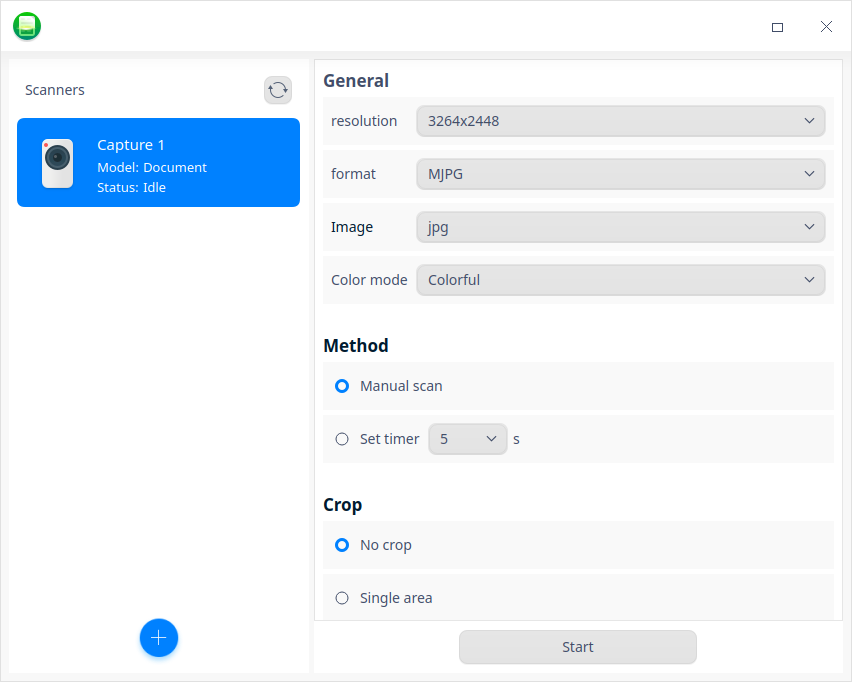 Scanners
Capture 1
Model: Document
Status: Idle
General
resolution 3264x2448
format MJPG
Image jpg
Color mode Colorful
Method
Manual scan
Set timer 5 s
Crop
No crop
Single area
Start